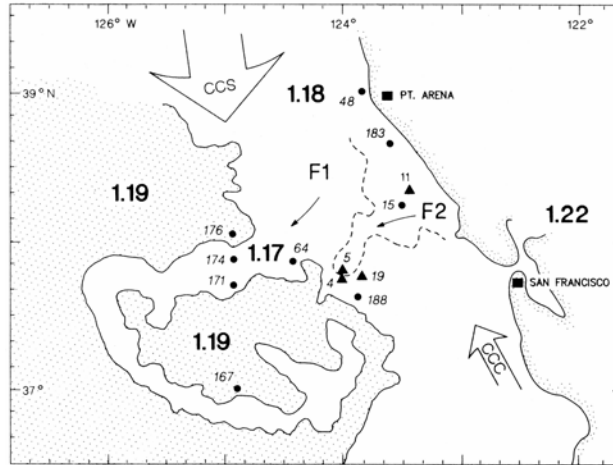 126° W
124°
122°
CCS
39° N
1.18
48
PT. ARENA
183
1.19
F1
11
15
F2
1.22
176
1.17
64
174
5
171
4
19
188
SAN FRANCISCO
1.19
CCC
167
37°